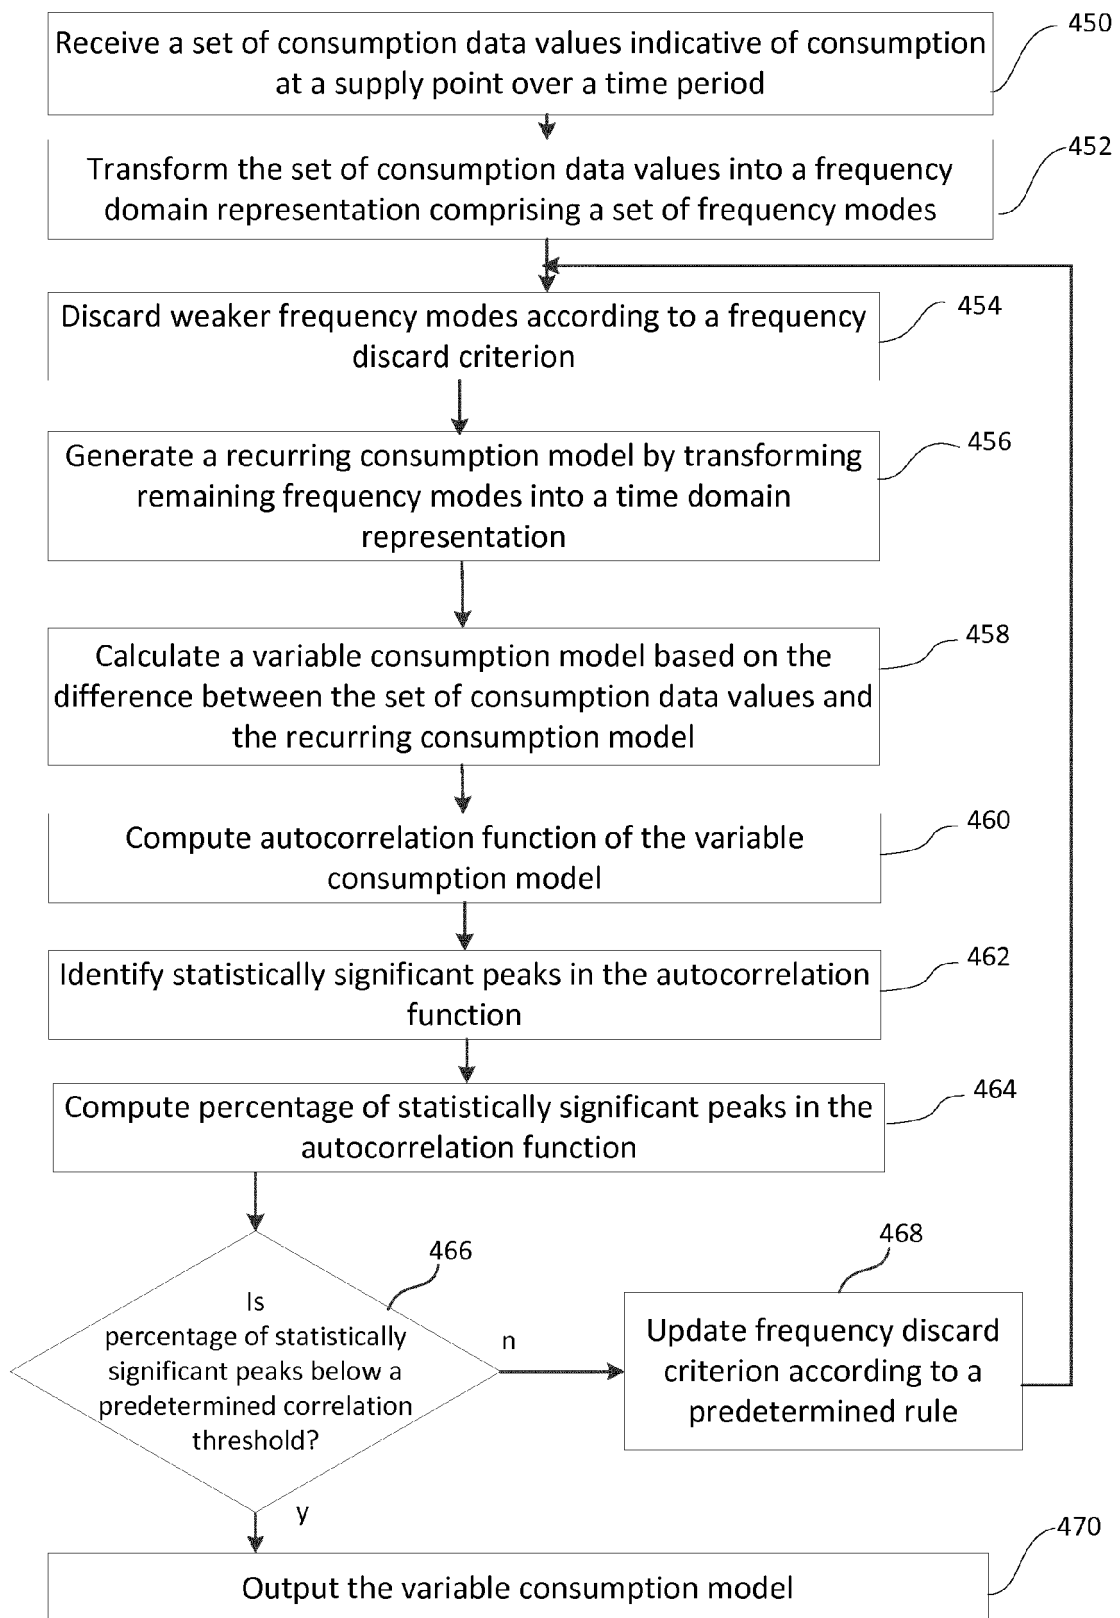 Receive a set of consumption data values indicative of consumption
at a supply point over a time period
450
Transform the set of consumption data values into a frequency
domain representation comprising a set of frequency modes
452
Discard weaker frequency modes according to a frequency
discard criterion
454
Generate a recurring consumption model by transforming
remaining frequency modes into a time domain
representation
456
Calculate a variable consumption model based on the
difference between the set of consumption data values and
the recurring consumption model
458
Compute autocorrelation function of the variable
consumption model
460
Identify statistically significant peaks in the autocorrelation
function
462
Compute percentage of statistically significant peaks in the
autocorrelation function
464
Is
percentage of statistically
significant peaks below a
predetermined correlation
threshold?
466
n
Update frequency discard
criterion according to a
predetermined rule
468
y
Output the variable consumption model
470